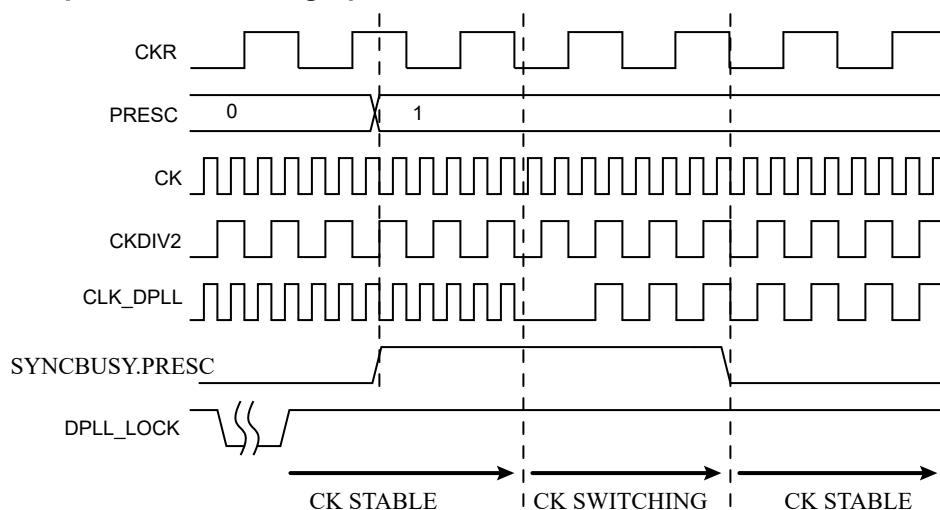 CKR
PRESC 0 1
CK
CKDIV2
CLK_DPLL
SYNCBUSY.PRESC
DPLL_LOCK
CK STABLE CK SWITCHING CK STABLE